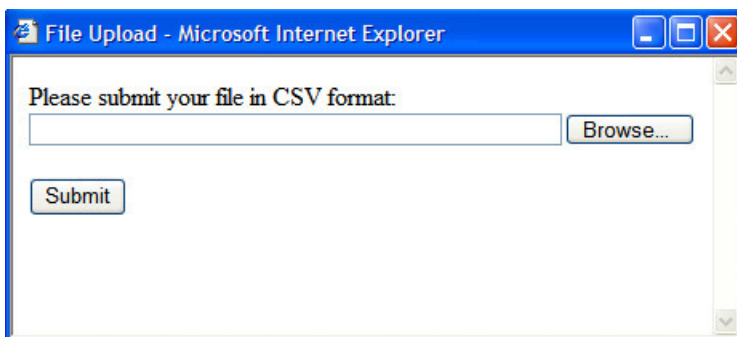 File Upload - Microsoft Internet Explorer
Please submit your file in CSV format:
Browse...
Submit